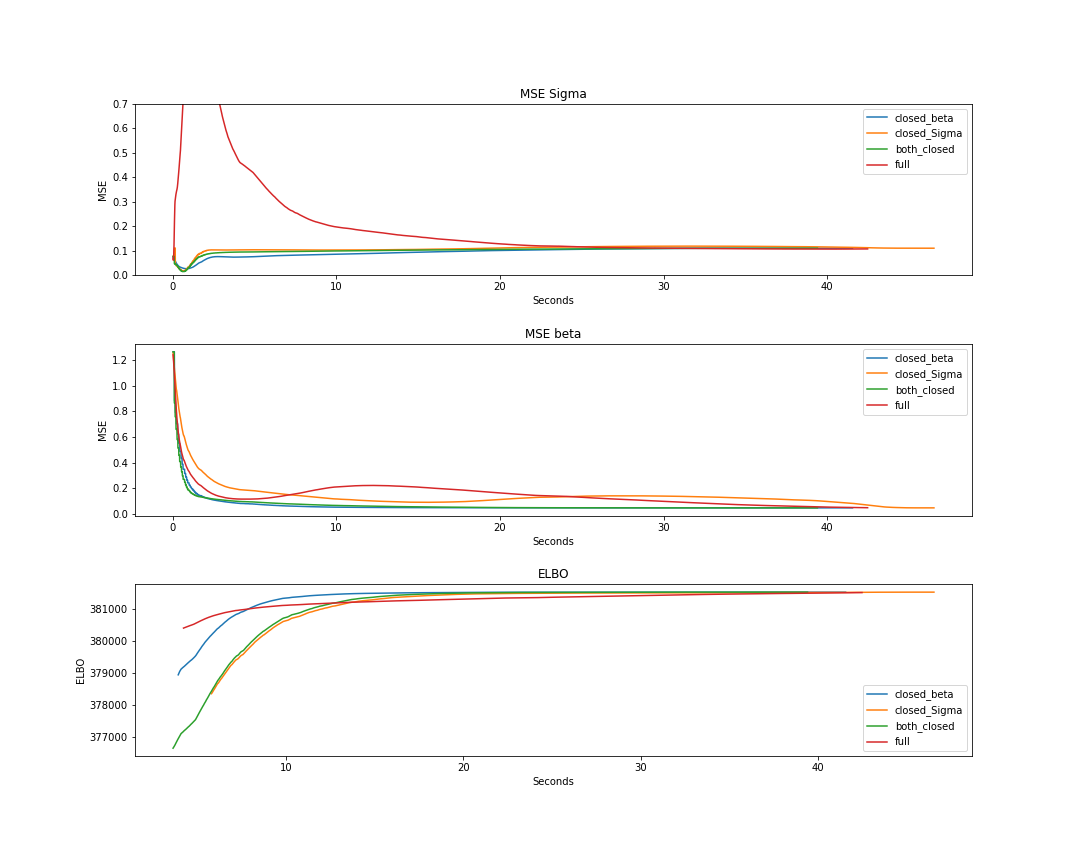 MSE Sigma
0.7
0.6
0.5
0.4
0.3
0.2
0.1
0.0
MSE
closed_beta
closed_Sigma
both_closed
full
0 10 20 30 40
Seconds
MSE beta
1.2
1.0
0.8
0.6
0.4
0.2
0.0
MSE
closed_beta
closed_Sigma
both_closed
full
0 10 20 30 40
Seconds
ELBO
381000
380000
379000
378000
377000
ELBO
closed_beta
closed_Sigma
both_closed
full
10 20 30 40
Seconds